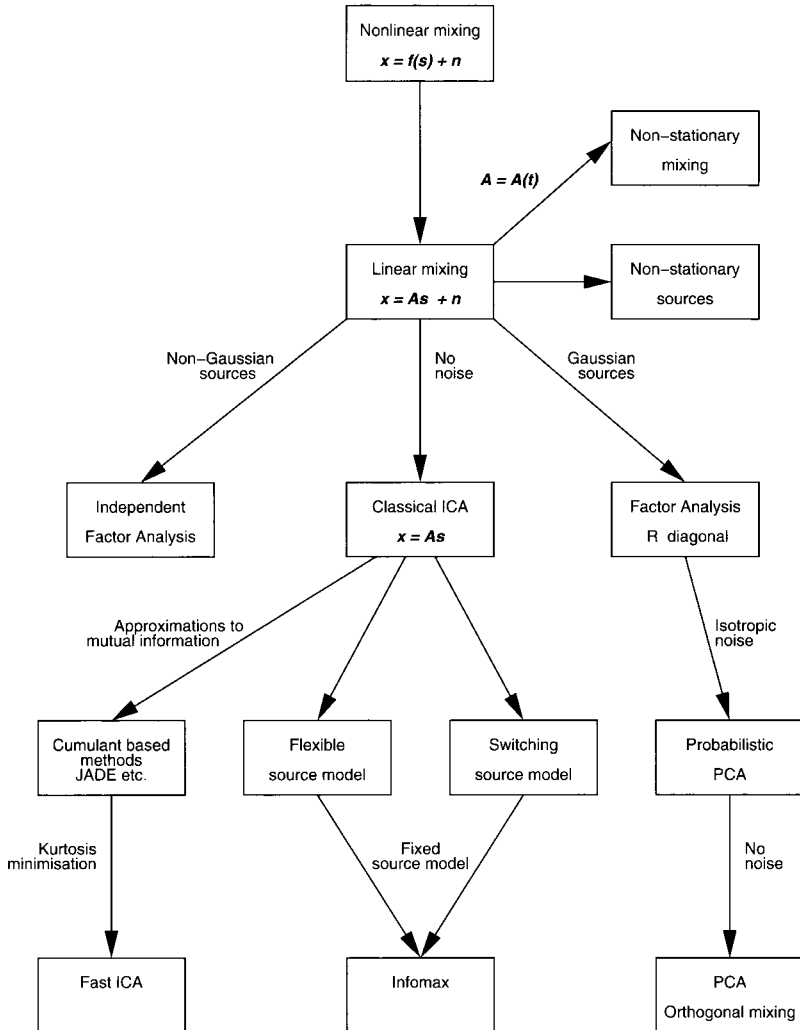 Nonlinear mixing
x = f(s) + n
Non-stationary
mixing
A = A(t)
Linear mixing
x = As + n
Non-stationary
sources
Non-Gaussian
sources
No
noise
Gaussian
sources
Independent
Factor Analysis
Classical ICA
x = As
Factor Analysis
R diagonal
Approximations to
mutual information
Isotropic
noise
Cumulant based
methods
JADE etc.
Flexible
source model
Switching
source model
Probabilistic
PCA
Kurtosis
minimisation
Fixed
source model
No
noise
Fast ICA
Infomax
PCA
Orthogonal mixing